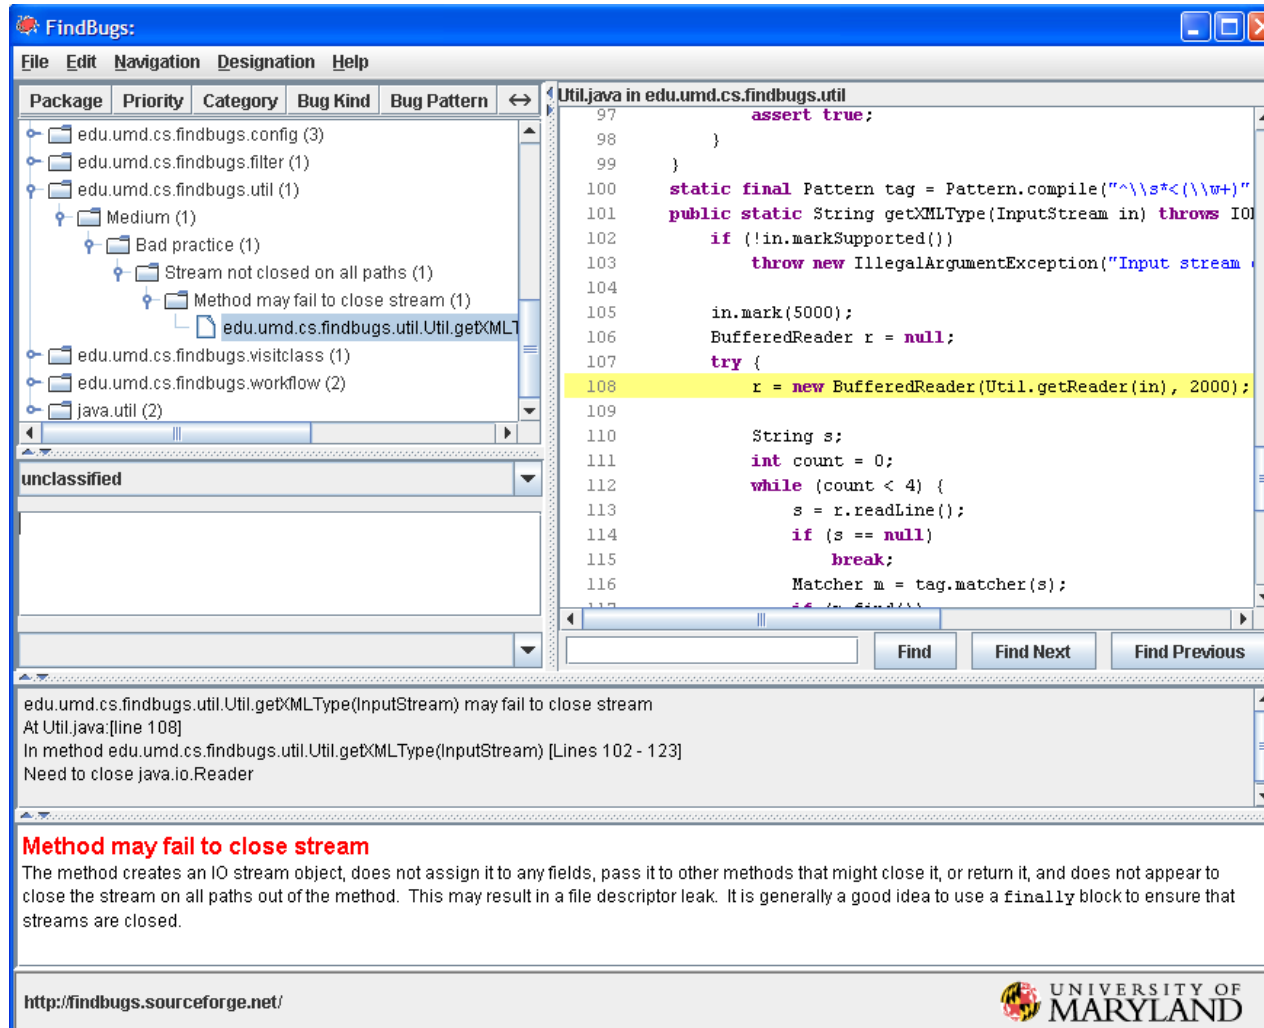 FindBugs:
File Edit Navigation Designation Help
Package Priority Category Bug Kind Bug Pattern
edu.umd.cs.findbugs.config (3)
edu.umd.cs.findbugs.filter (1)
edu.umd.cs.findbugs.util (1)
Medium (1)
Bad practice (1)
Stream not closed on all paths (1)
Method may fail to close stream (1)
edu.umd.cs.findbugs.util.Util.getXMLT
edu.umd.cs.findbugs.visitclass (1)
edu.umd.cs.findbugs.workflow (2)
java.util (2)
unclassified
Util.java in edu.umd.cs.findbugs.util
97 assert true;
98 }
99 }
100 static final Pattern tag = Pattern.compile("^\\s*<(\\w+)"
101 public static String getXMLType(InputStream in) throws IOE
102 if (!in.markSupported())
103 throw new IllegalArgumentException("Input stream
104
105 in.mark(5000);
106 BufferedReader r = null;
107 try {
108 r = new BufferedReader(Util.getReader(in), 2000);
109
110 String s;
111 int count = 0;
112 while (count < 4) {
113 s = r.readLine();
114 if (s == null)
115 break;
116 Matcher m = tag.matcher(s);
117 if (m.find())
Find Find Next Find Previous
edu.umd.cs.findbugs.util.Util.getXMLType(InputStream) may fail to close stream
At Util.java:[line 108]
In method edu.umd.cs.findbugs.util.Util.getXMLType(InputStream) [Lines 102 - 123]
Need to close java.io.Reader
Method may fail to close stream
The method creates an IO stream object, does not assign it to any fields, pass it to other methods that might close it, or return it, and does not appear to
close the stream on all paths out of the method. This may result in a file descriptor leak. It is generally a good idea to use a finally block to ensure that
streams are closed.
http://findbugs.sourceforge.net/
UNIVERSITY OF
MARYLAND